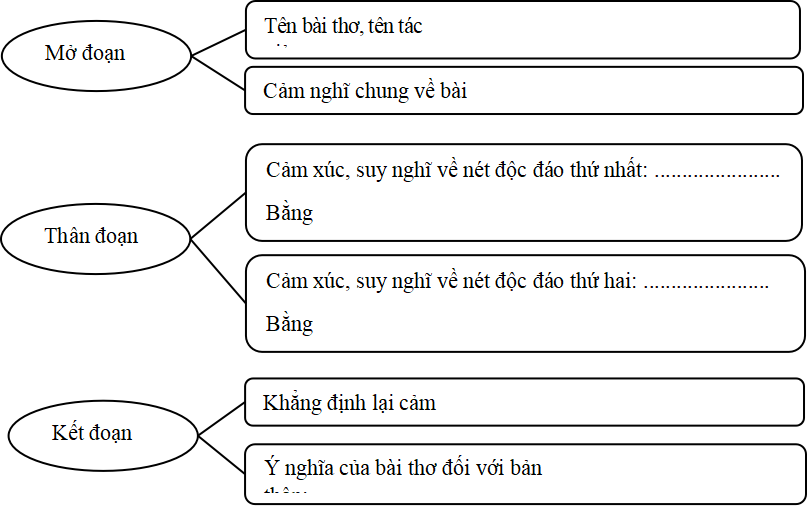 Mở đoạn
Tên bài thơ, tên tác
Cảm nghĩ chung về bài
Thân đoạn
Cảm xúc, suy nghĩ về nét độc đáo thứ nhất: .......................
Bằng
Cảm xúc, suy nghĩ về nét độc đáo thứ hai: .......................
Bằng
Kết đoạn
Khẳng định lại cảm
Ý nghĩa của bài thơ đối với bản